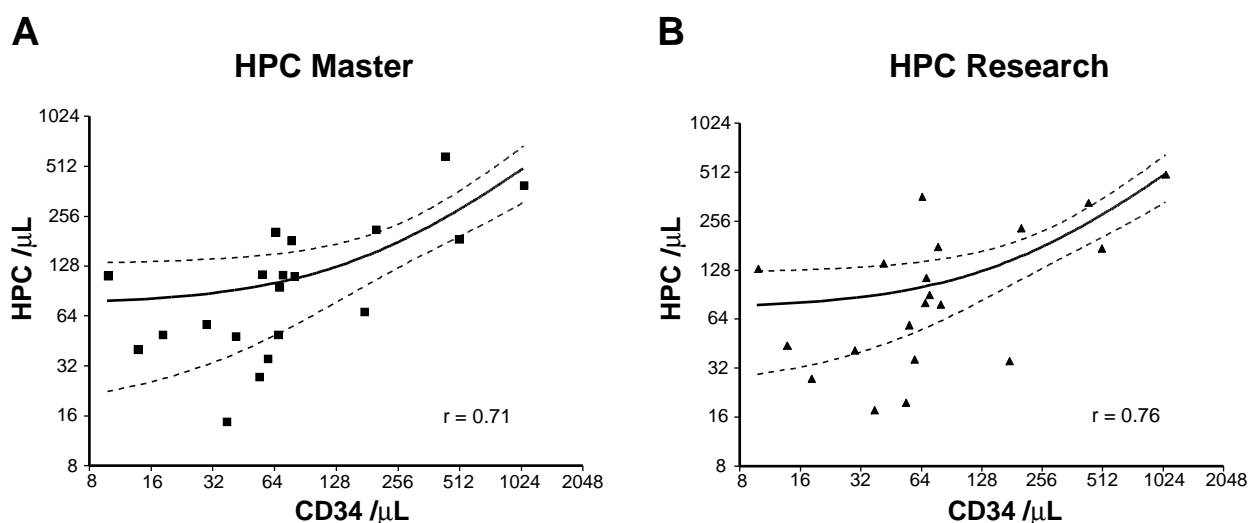 A
HPC Master
HPC /μL
1024
512
256
128
64
32
16
8
r = 0.71
8 16 32 64 128 256 512 1024 2048
CD34 /μL
B
HPC Research
HPC /μL
1024
512
256
128
64
32
16
8
r = 0.76
8 16 32 64 128 256 512 1024 2048
CD34 /μL